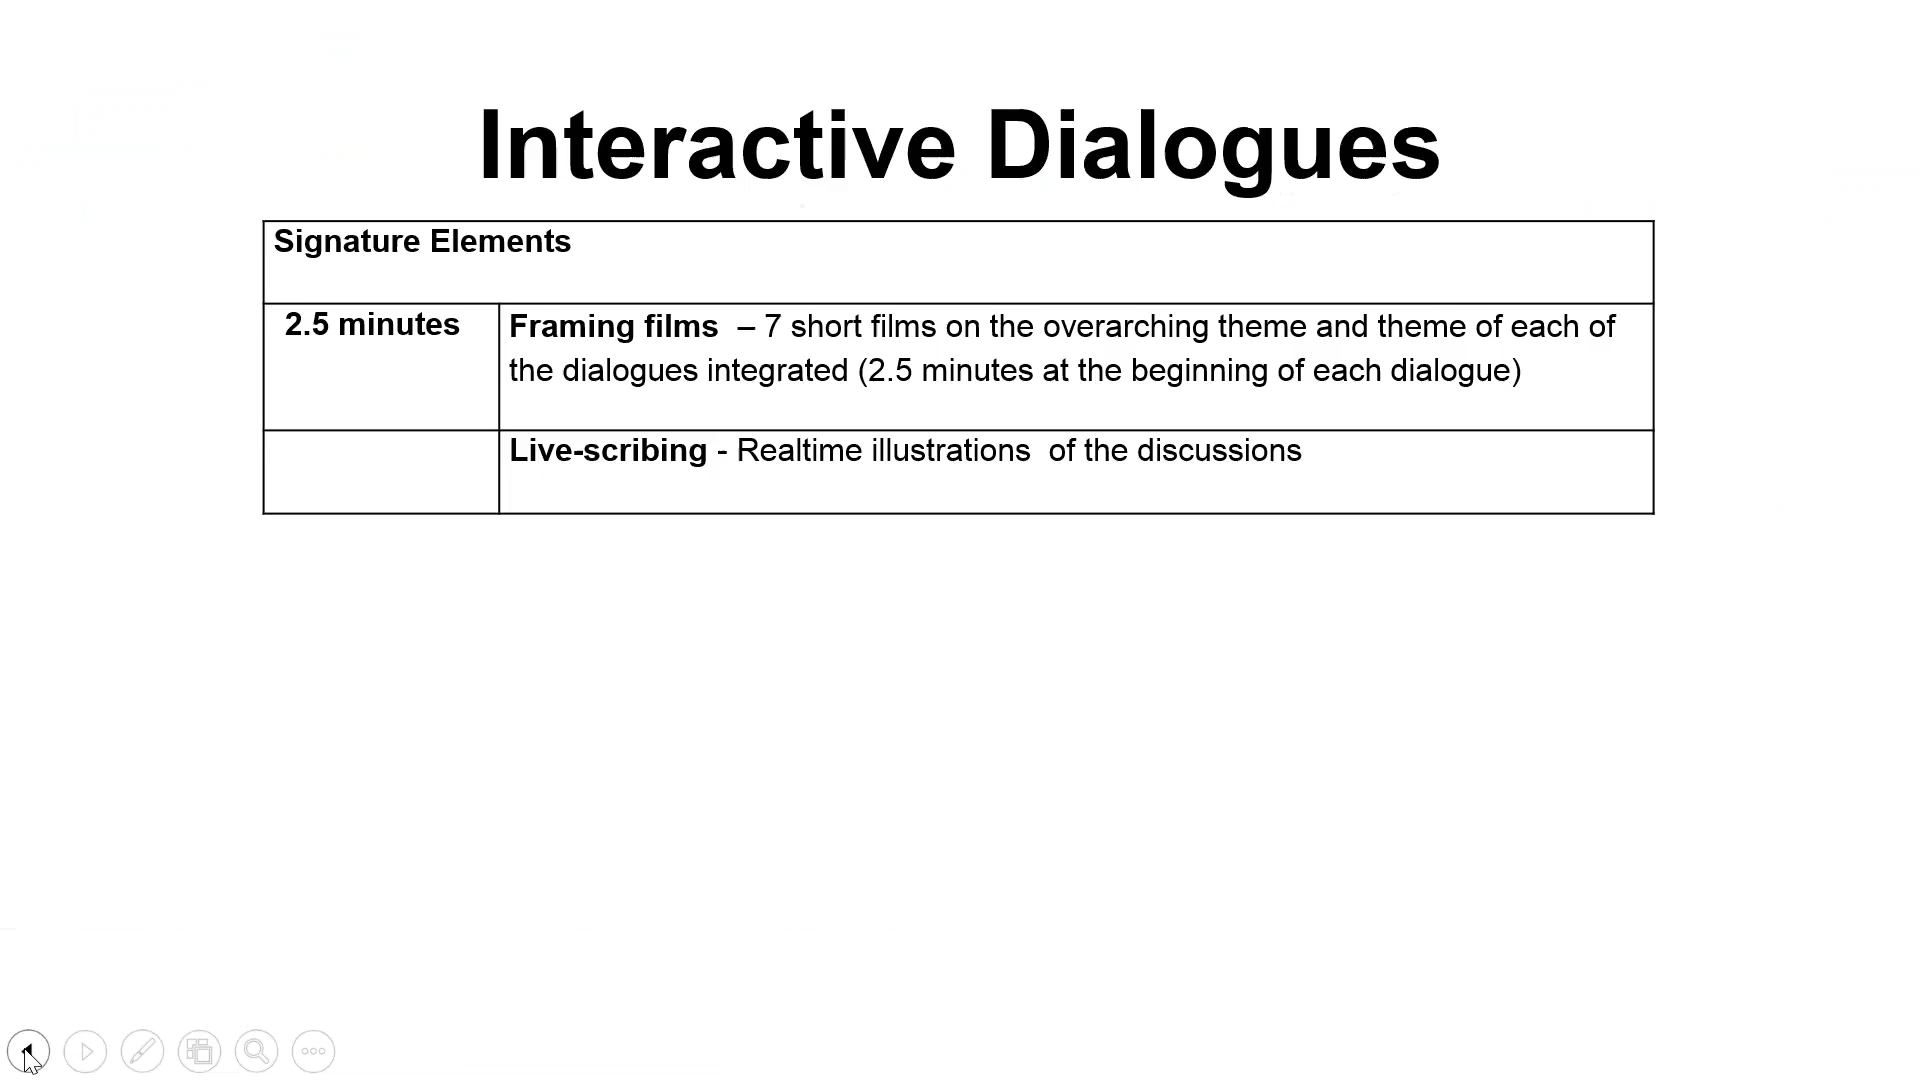 Interactive Dialogues
Signature Elements
2.5 minutes
Framing films – 7 short films on the overarching theme and theme of each of
the dialogues integrated (2.5 minutes at the beginning of each dialogue)
Live-scribing - Realtime illustrations of the discussions